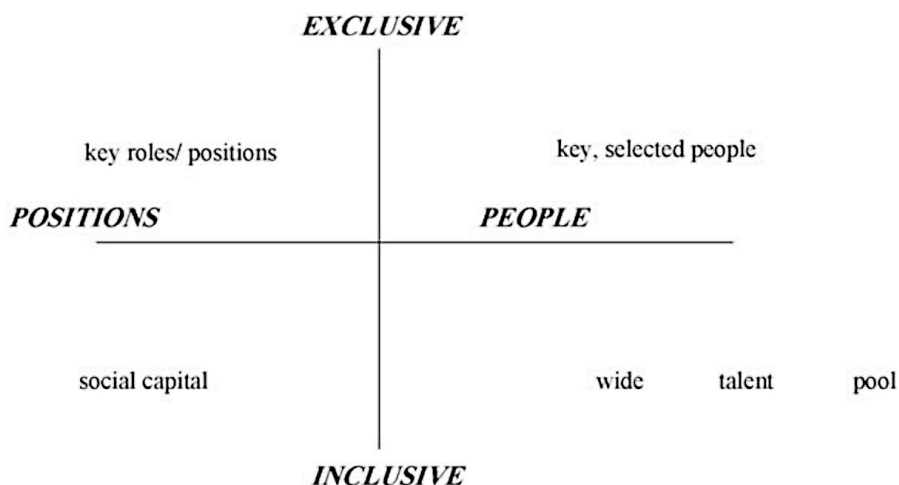 EXCLUSIVE
key roles/ positions
key, selected people
POSITIONS
PEOPLE
social capital
wide talent pool
INCLUSIVE